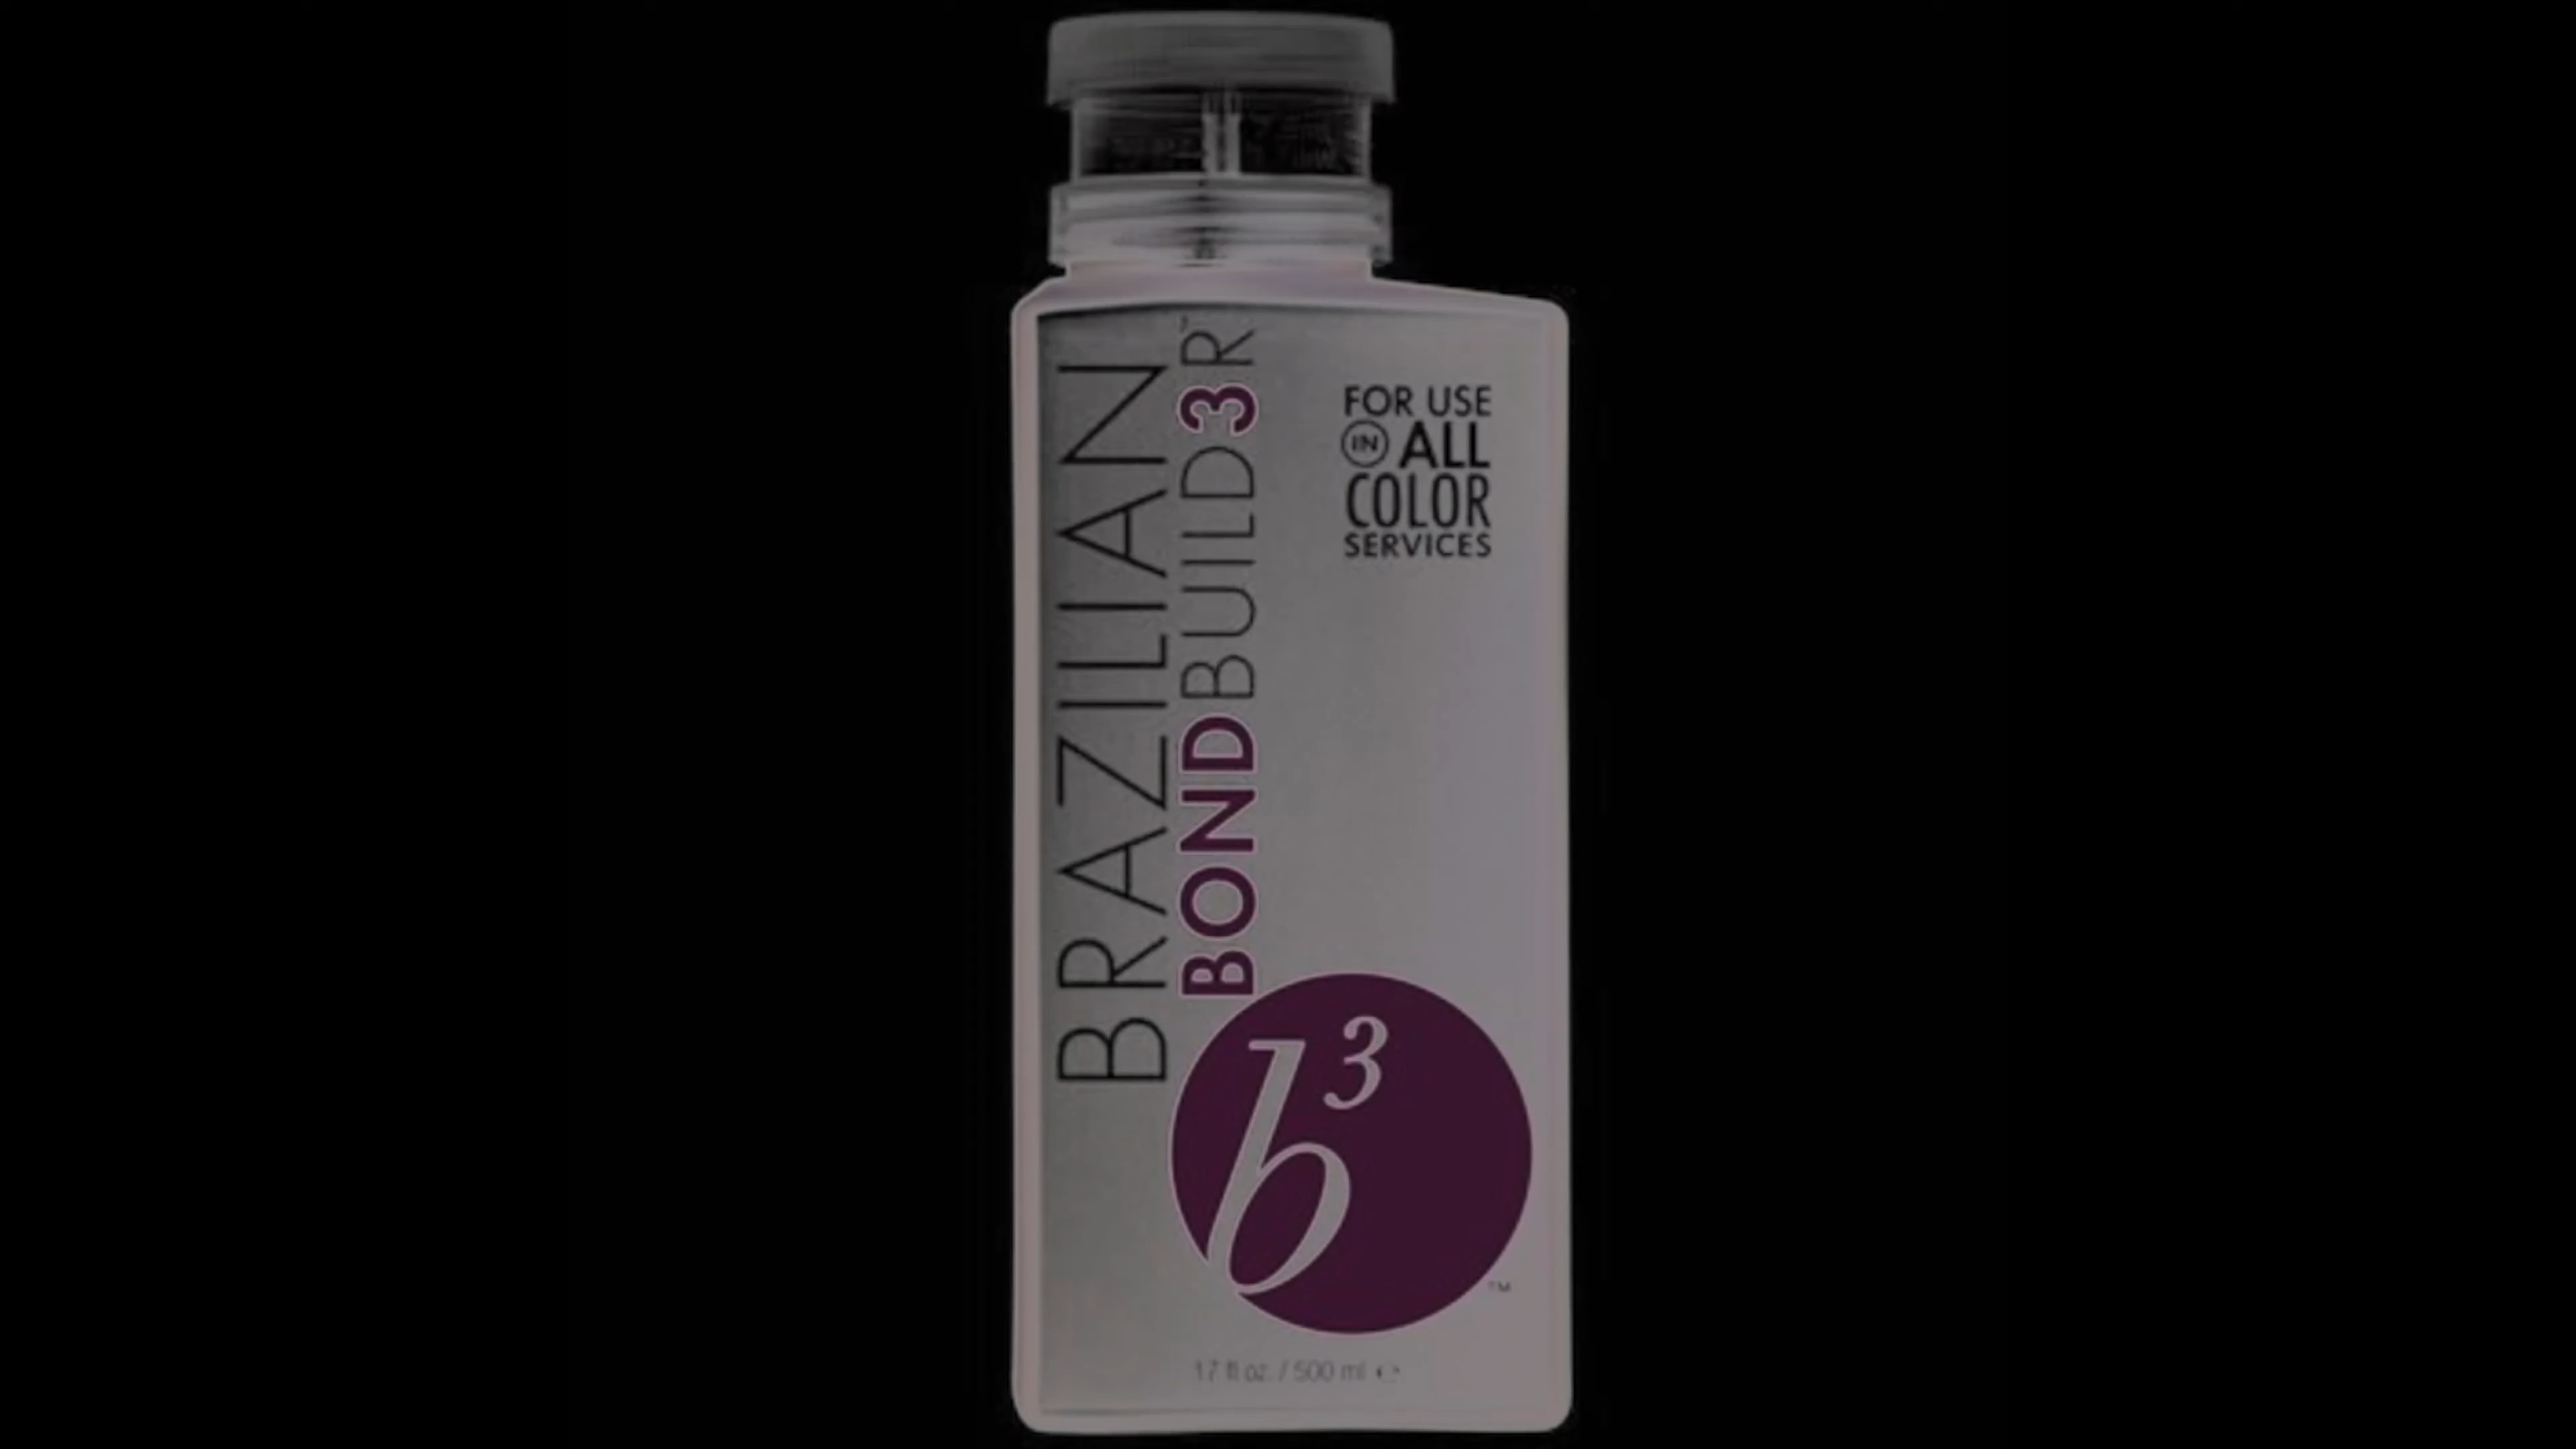 BRAZILIAN
BONDBUILD3R
FOR USE
IN ALL
COLOR
SERVICES
b3
TM
17 fl oz. / 500 ml ℮